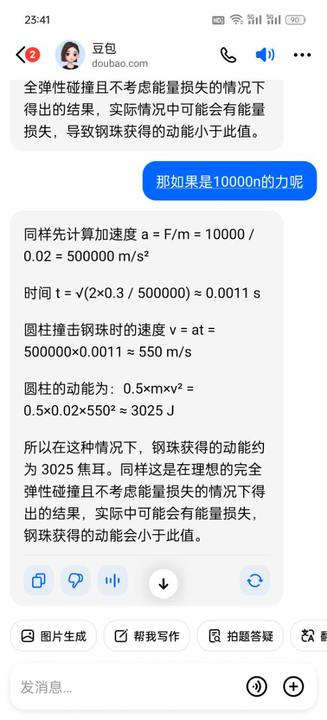 23:41
HD 5G 5G 90
2
豆包
doubao.com
全弹性碰撞且不考虑能量损失的情况下
得出的结果，实际情况中可能会有能量
损失，导致钢珠获得的动能小于此值。
那如果是10000n的力呢
同样先计算加速度 a = F/m = 10000 /
0.02 = 500000 m/s²
时间 t = √(2×0.3 / 500000) ≈ 0.0011 s
圆柱撞击钢珠时的速度 v = at =
500000×0.0011 ≈ 550 m/s
圆柱的动能为：0.5×m×v² =
0.5×0.02×550² ≈ 3025 J
所以在这种情况下，钢珠获得的动能约
为 3025 焦耳。同样这是在理想的完全
弹性碰撞且不考虑能量损失的情况下得
出的结果，实际中可能会有能量损失，
钢珠获得的动能会小于此值。
图片生成
帮我写作
拍题答疑
发消息...